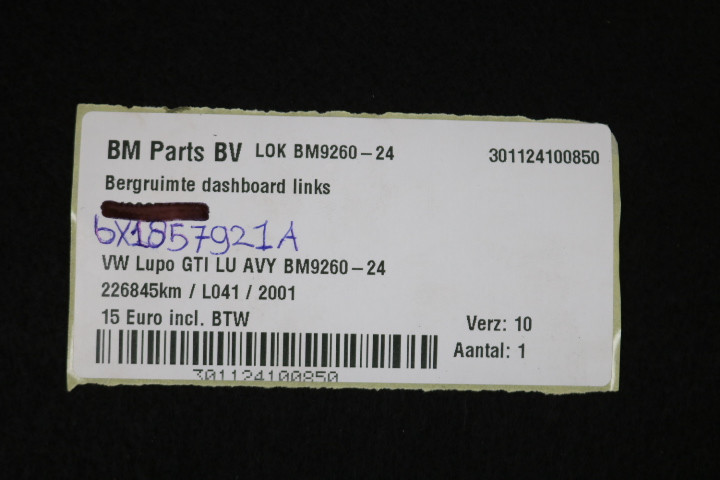 BM Parts BV LOK BM9260-24 301124100850
Bergruimte dashboard links
6X1857921A
VW Lupo GTI LU AVY BM9260-24
226845km / L041 / 2001
15 Euro incl. BTW Verz: 10
Aantal: 1
301124100850